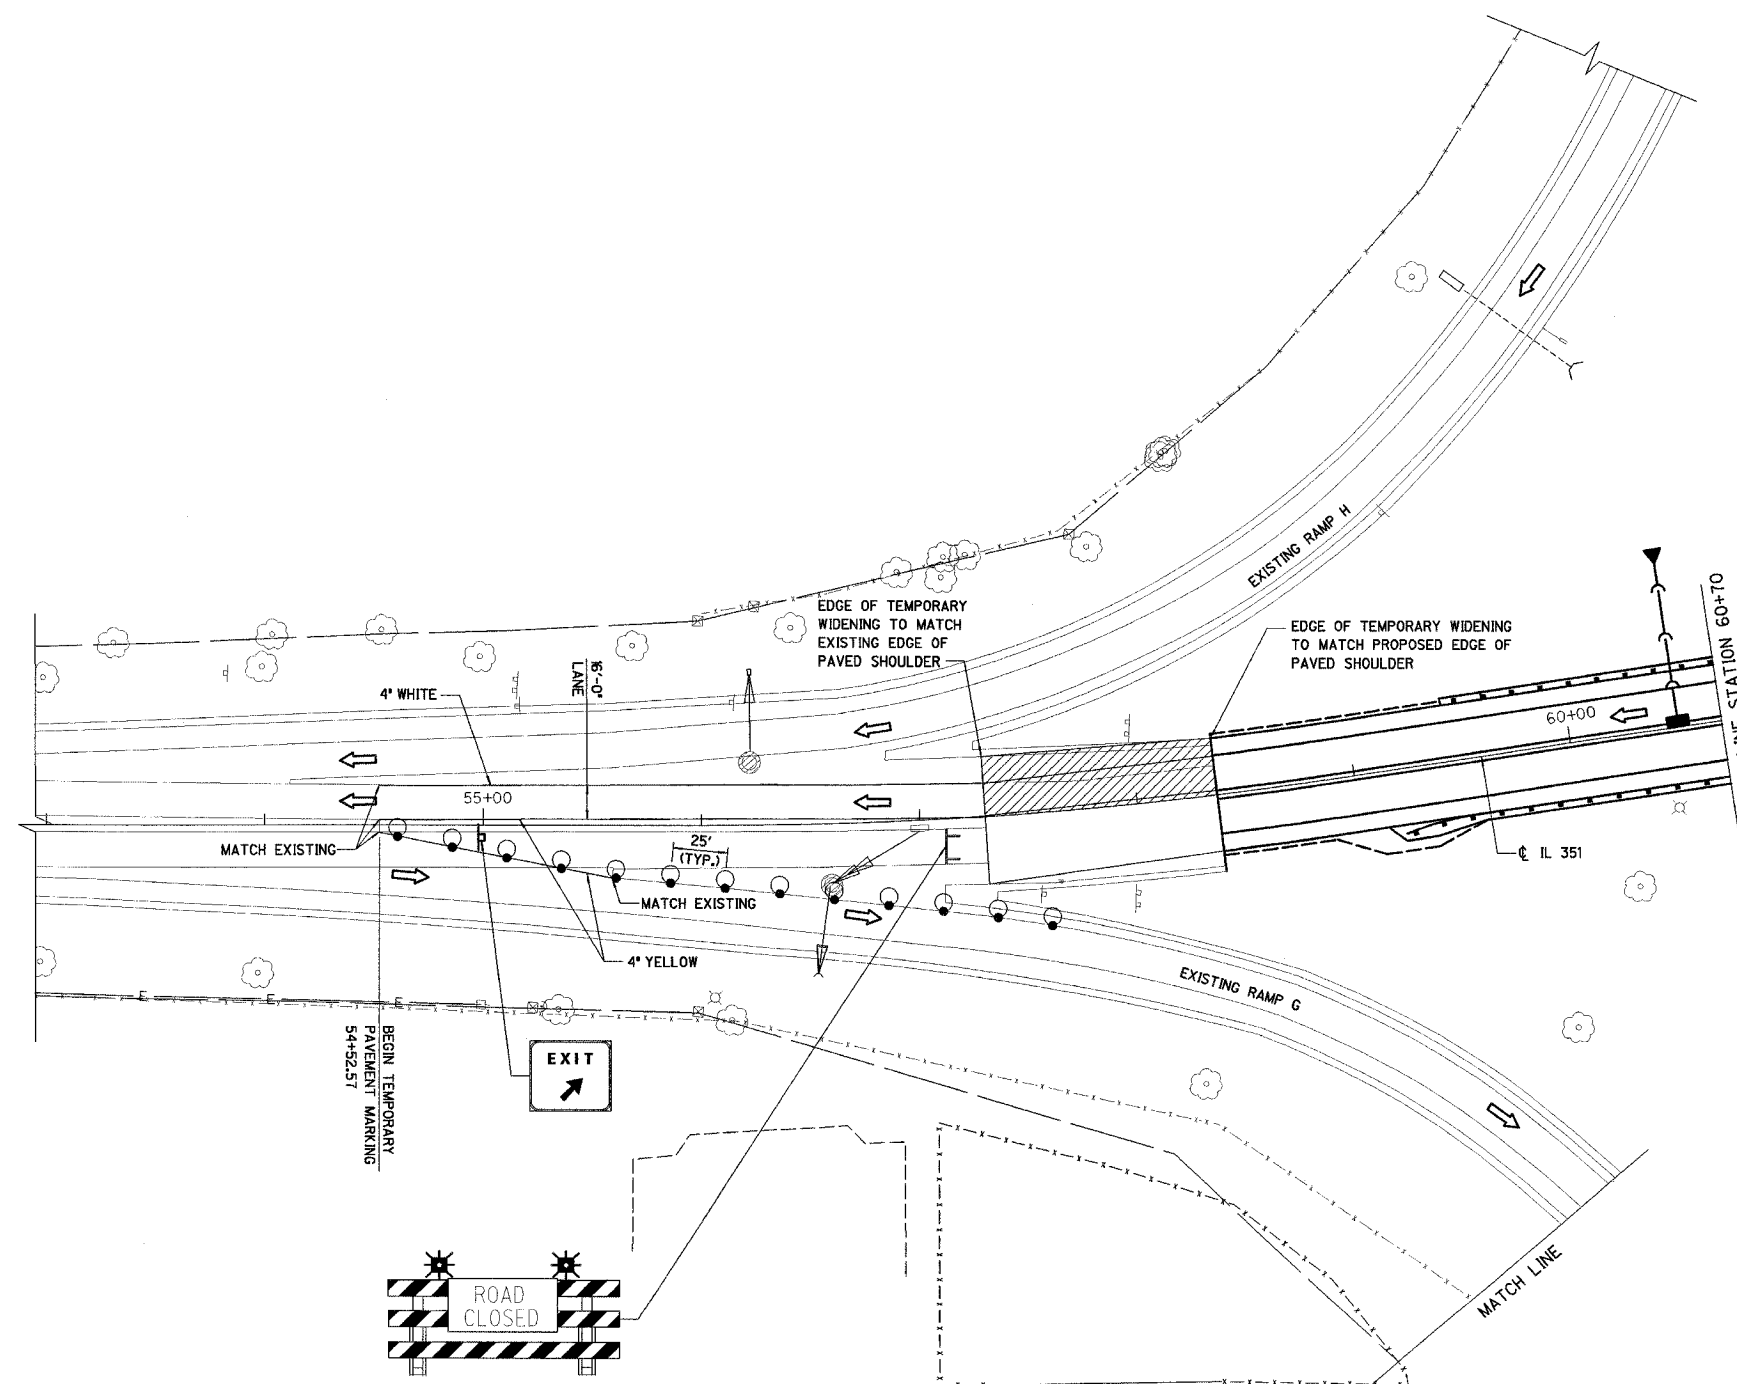 EXISTING RAMP H
EDGE OF TEMPORARY
WIDENING TO MATCH
EXISTING EDGE OF
PAVED SHOULDER
EDGE OF TEMPORARY WIDENING
TO MATCH PROPOSED EDGE OF
PAVED SHOULDER
16'-0"
LANE
4" WHITE
60+00
STATION 60+70
55+00
MATCH EXISTING
25'
(TYP.)
℄ IL 351
MATCH EXISTING
4" YELLOW
EXISTING RAMP G
E
E
E
BEGIN TEMPORARY
PAVEMENT MARKING
54+52.57
EXIT
MATCH LINE
ROAD
CLOSED